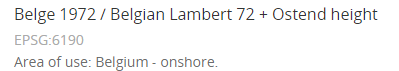 Belge 1972 / Belgian Lambert 72 + Ostend height
EPSG:6190
Area of use: Belgium - onshore.